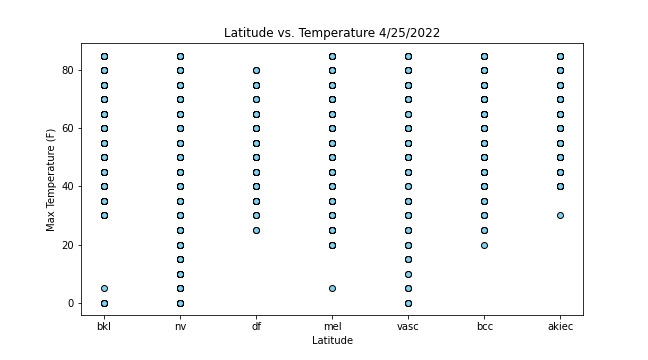 Latitude vs. Temperature 4/25/2022
Max Temperature (F)
80
60
40
20
0
bkl nv df mel vasc bcc akiec
Latitude